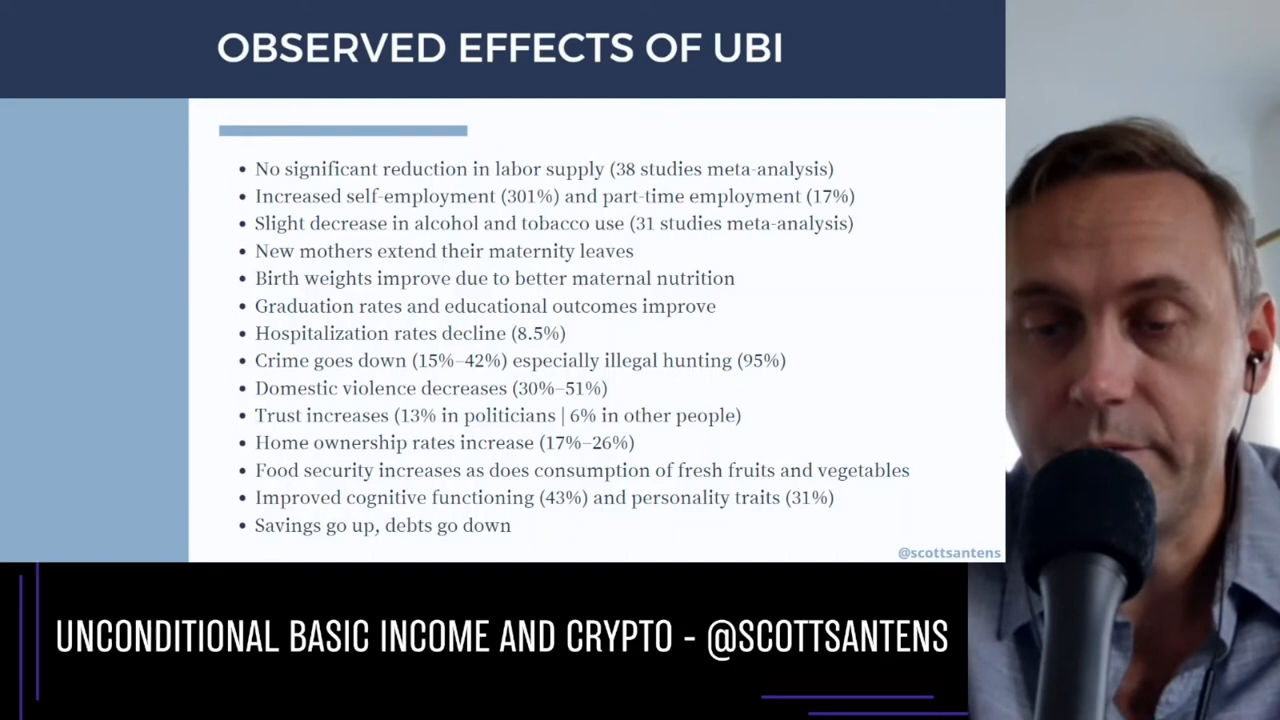 OBSERVED EFFECTS OF UBI
• No significant reduction in labor supply (38 studies meta-analysis)
• Increased self-employment (301%) and part-time employment (17%)
• Slight decrease in alcohol and tobacco use (31 studies meta-analysis)
• New mothers extend their maternity leaves
• Birth weights improve due to better maternal nutrition
• Graduation rates and educational outcomes improve
• Hospitalization rates decline (8.5%)
• Crime goes down (15%–42%) especially illegal hunting (95%)
• Domestic violence decreases (30%–51%)
• Trust increases (13% in politicians | 6% in other people)
• Home ownership rates increase (17%–26%)
• Food security increases as does consumption of fresh fruits and vegetables
• Improved cognitive functioning (43%) and personality traits (31%)
• Savings go up, debts go down
@scottsantens
UNCONDITIONAL BASIC INCOME AND CRYPTO - @SCOTTSANTENS